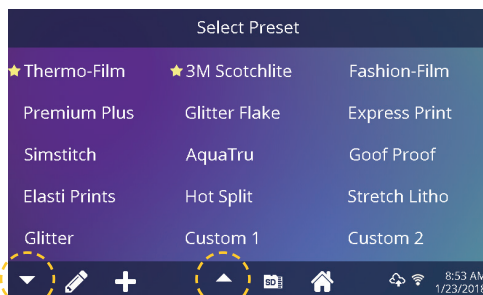 Select Preset
Thermo-Film 3M Scotchlite Fashion-Film
Premium Plus Glitter Flake Express Print
Simstitch AquaTru Goof Proof
Elasti Prints Hot Split Stretch Litho
Glitter Custom 1 Custom 2
SD 8:53 AM
1/23/2018